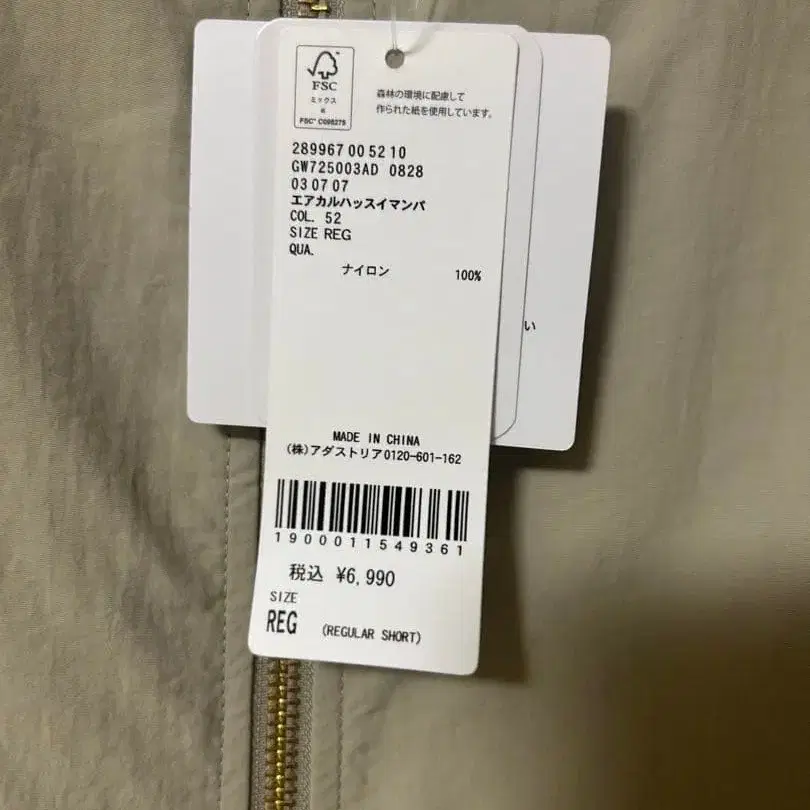 FSC
ミックス
紙
FSC® C098275
森林の環境に配慮して
作られた紙を使用しています。
289967 00 52 10
GW725003AD 0828
03 07 07
エアカルハッスイマンパ
COL. 52
SIZE REG
QUA.
ナイロン 100%
い
MADE IN CHINA
(株)アダストリア0120-601-162
1900011549361
税込 ¥6,990
SIZE
REG (REGULAR SHORT)